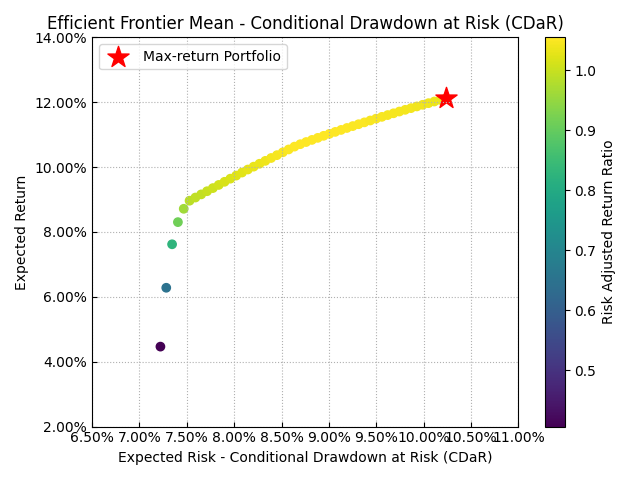 Efficient Frontier Mean - Conditional Drawdown at Risk (CDaR)
Max-return Portfolio
14.00%
12.00%
10.00%
8.00%
6.00%
4.00%
2.00%
Expected Return
6.50% 7.00% 7.50% 8.00% 8.50% 9.00% 9.50% 10.00% 10.50% 11.00%
Expected Risk - Conditional Drawdown at Risk (CDaR)
1.0
0.9
0.8
0.7
0.6
0.5
Risk Adjusted Return Ratio